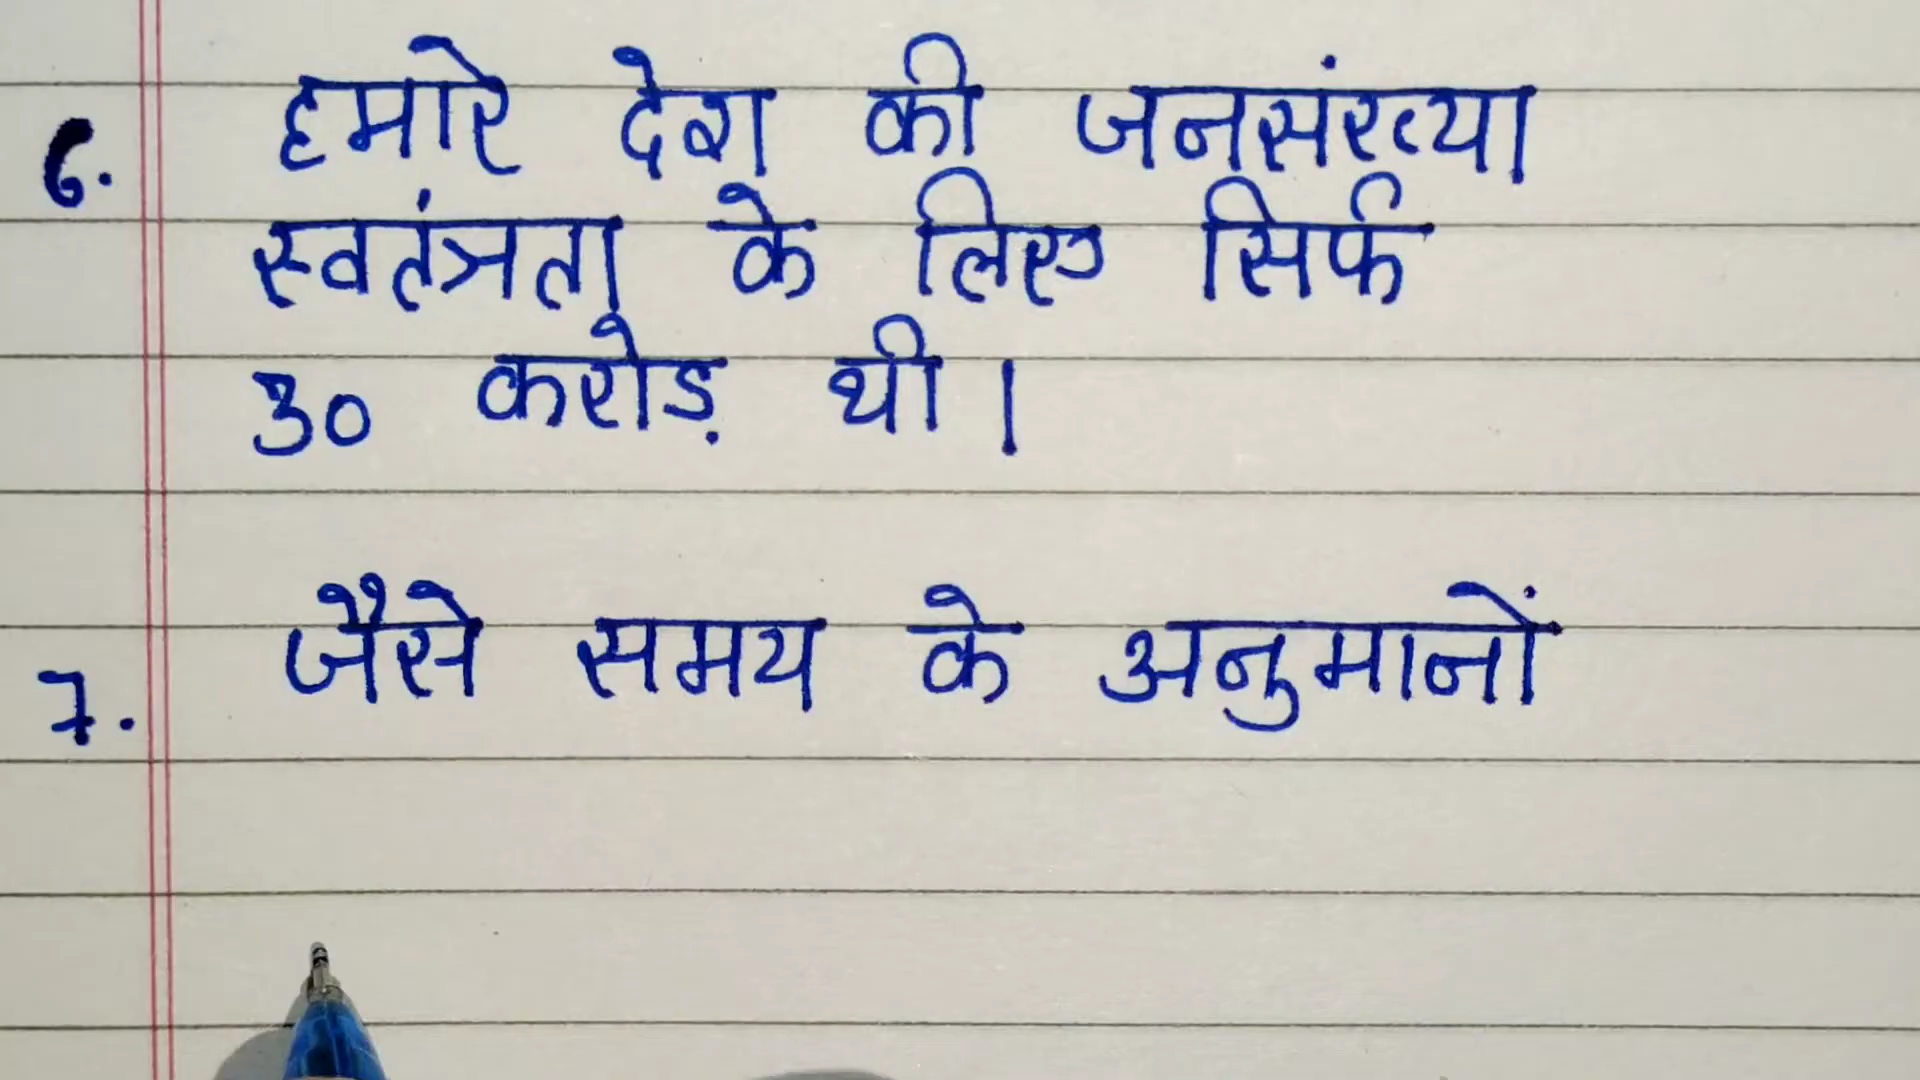 6. हमारे देश की जनसंख्या
स्वतंत्रता के लिए सिर्फ
30 करोड़ थी।
7. जैसे समय के अनुमानों